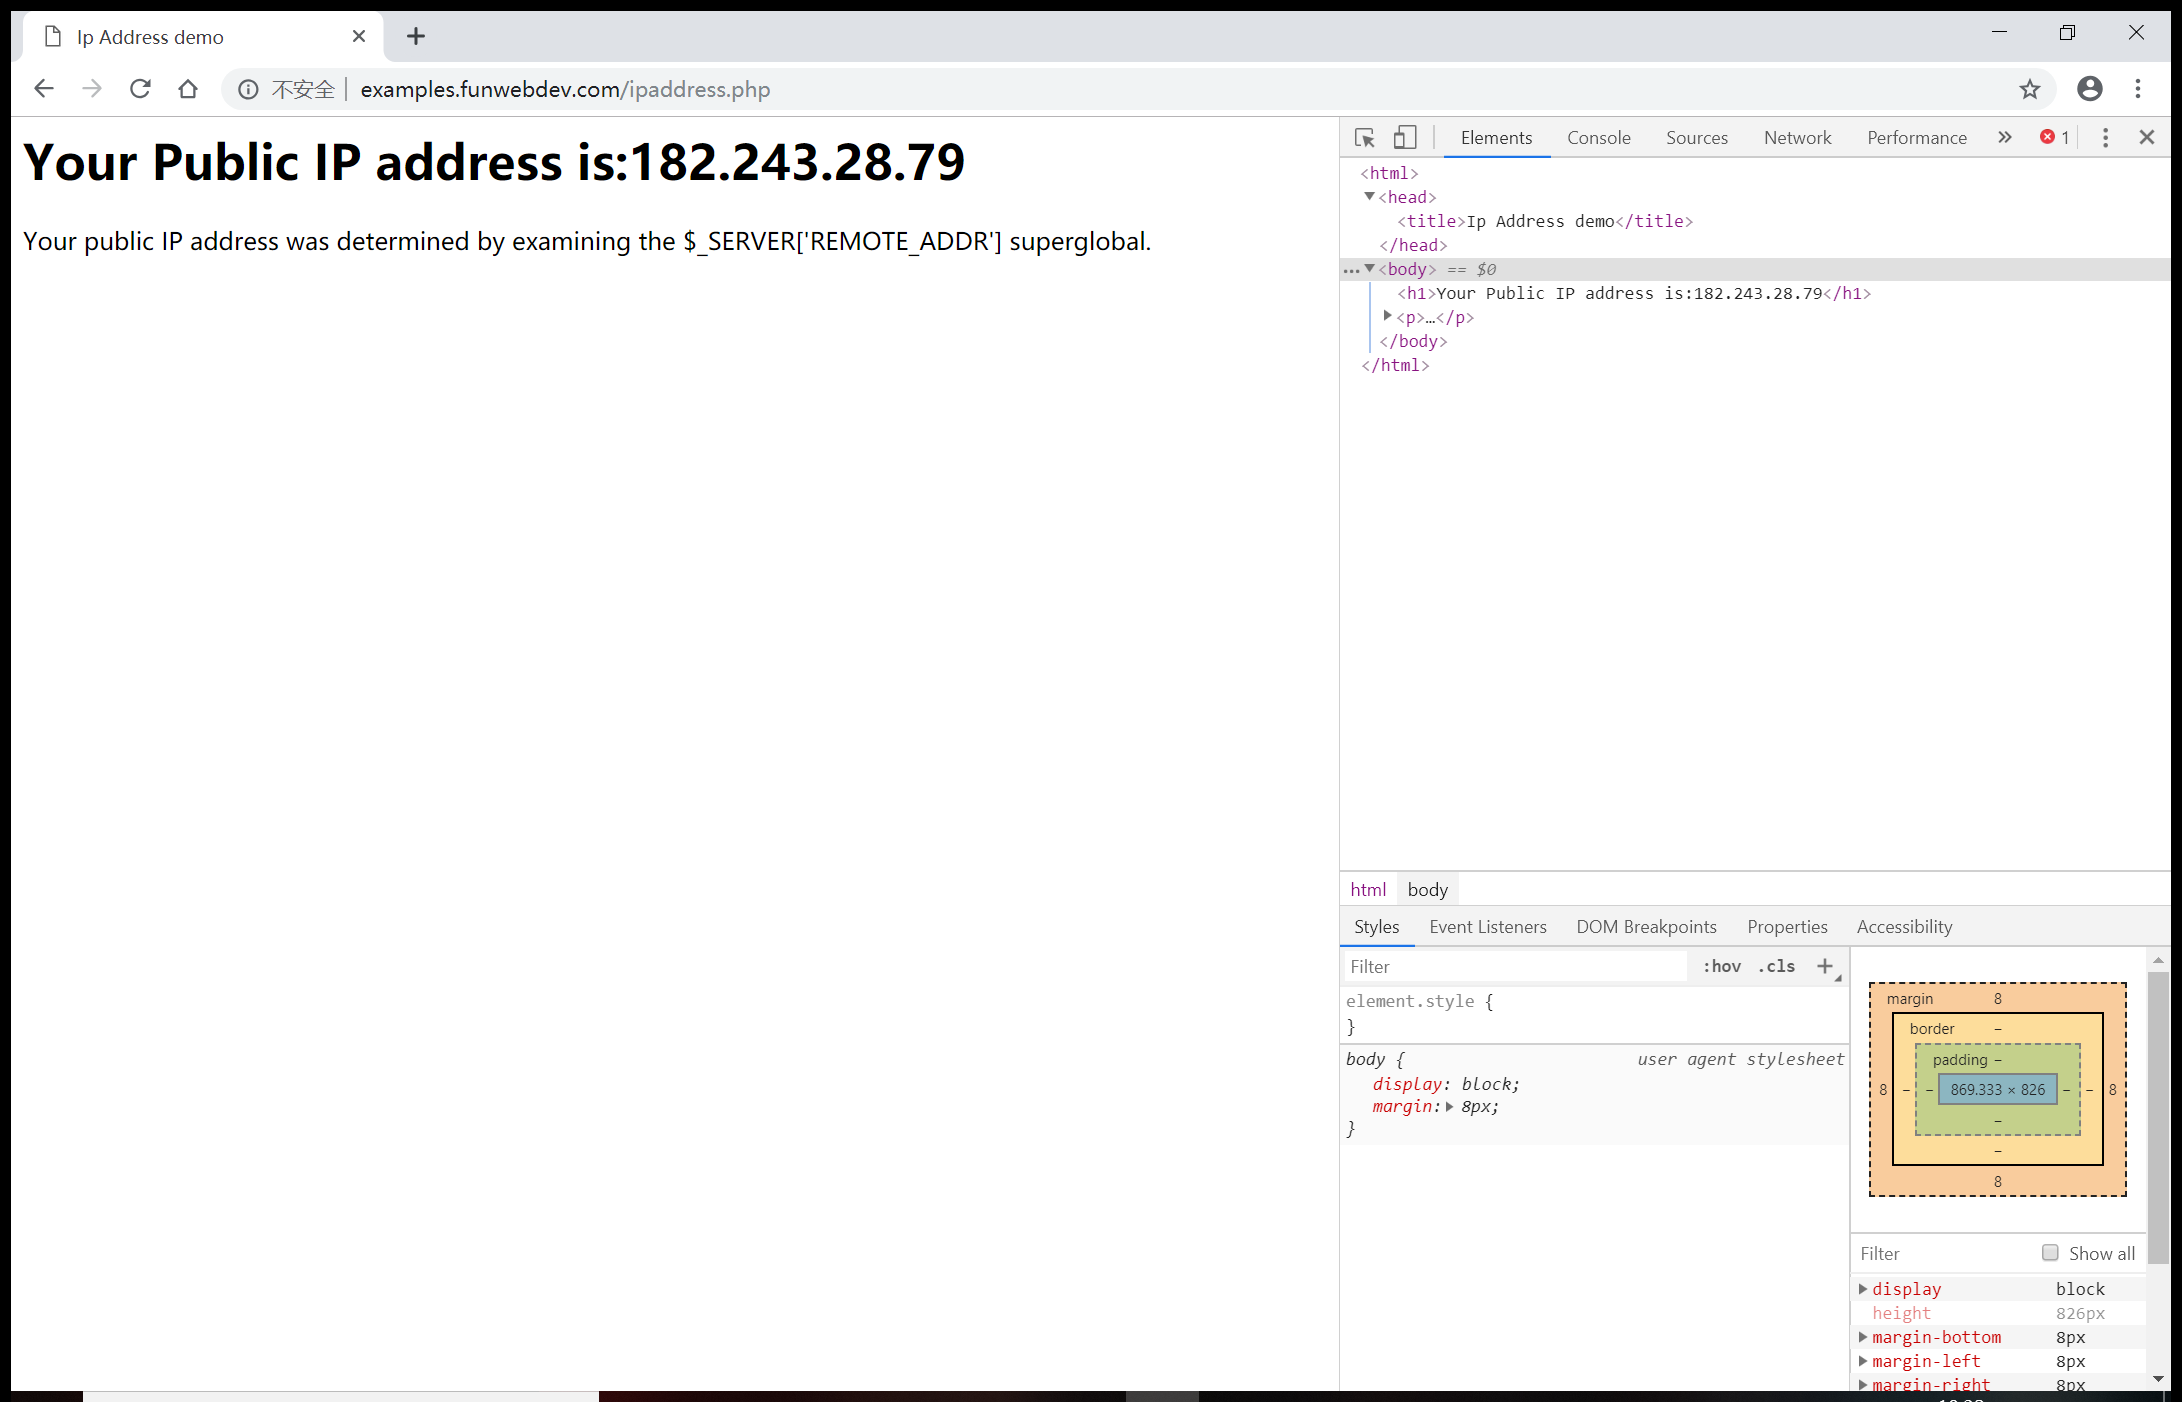 Ip Address demo
不安全 examples.funwebdev.com/ipaddress.php
Your Public IP address is:182.243.28.79
Your public IP address was determined by examining the $_SERVER['REMOTE_ADDR'] superglobal.
Elements Console Sources Network Performance » 1
<html>
<head>
<title>Ip Address demo</title>
</head>
… <body> == $0
<h1>Your Public IP address is:182.243.28.79</h1>
<p>…</p>
</body>
</html>
html body
Styles Event Listeners DOM Breakpoints Properties Accessibility
Filter :hov .cls +
element.style {
}
body { user agent stylesheet
display: block;
margin: 8px;
}
margin 8
border –
padding –
8 – – 869.333 × 826 – – 8
–
–
8
Filter Show all
display block
height 826px
margin-bottom 8px
margin-left 8px
margin-right 8px